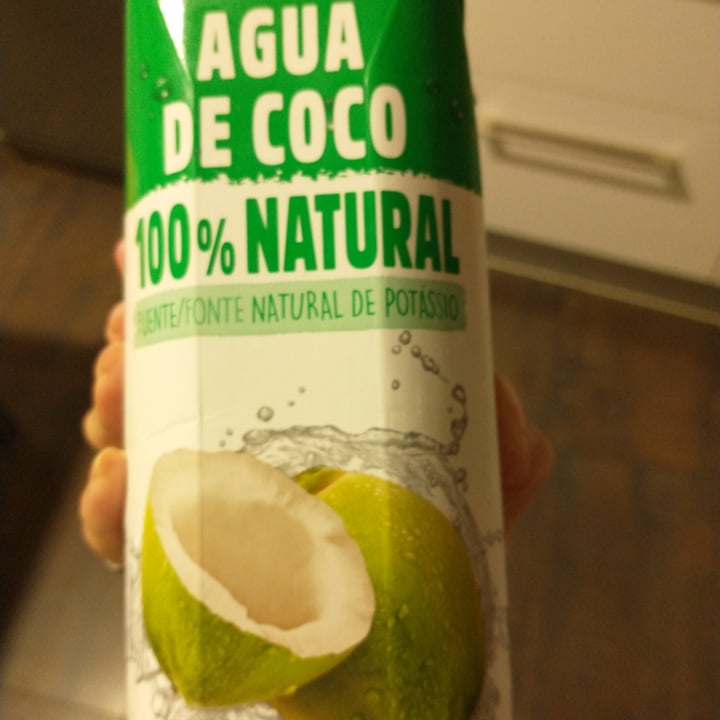 AGUA
DE COCO
100% NATURAL
FUENTE/FONTE NATURAL DE POTÁSSIO